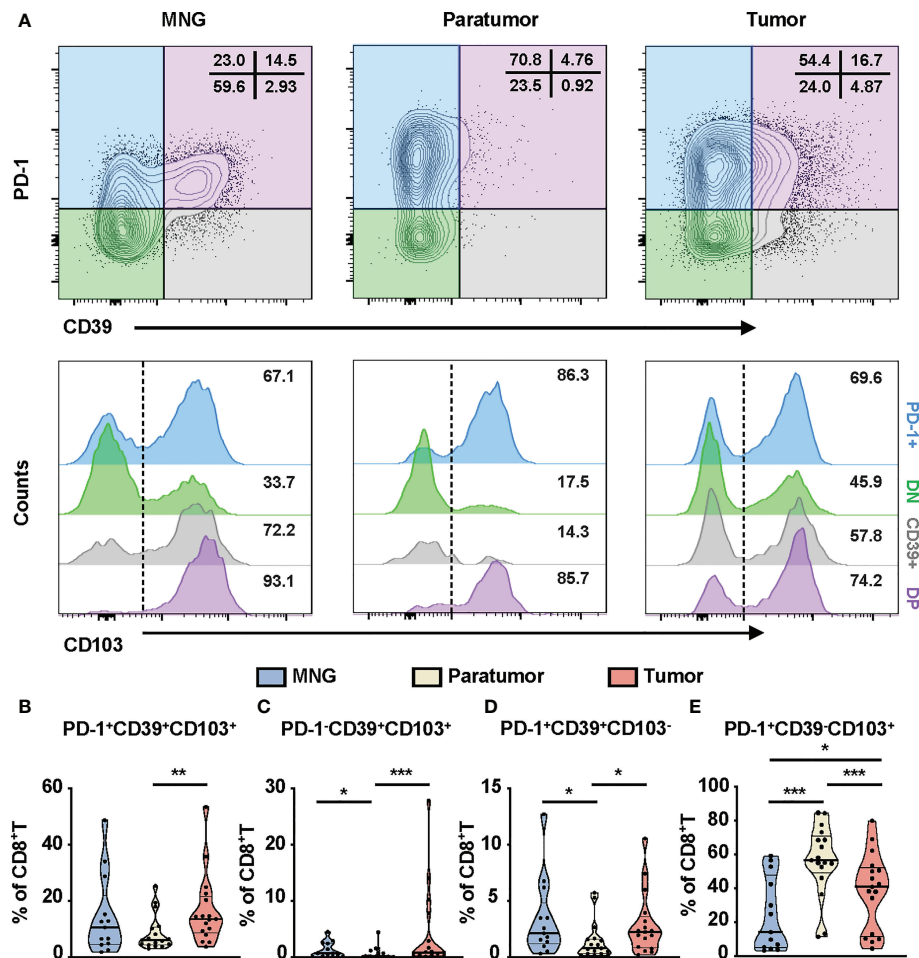 A
MNG
Paratumor
Tumor
23.0 14.5
59.6 2.93
70.8 4.76
23.5 0.92
54.4 16.7
24.0 4.87
PD-1
CD39
67.1
33.7
72.2
93.1
86.3
17.5
14.3
85.7
69.6
45.9
57.8
74.2
Counts
PD-1+
DN
CD39+
DP
CD103
MNG
Paratumor
Tumor
B
PD-1⁺CD39⁺CD103⁺
% of CD8⁺T
60
40
20
0
**
C
PD-1⁻CD39⁺CD103⁺
% of CD8⁺T
30
20
10
0
*
***
D
PD-1⁺CD39⁺CD103⁻
% of CD8⁺T
15
10
5
0
*
*
E
PD-1⁺CD39⁻CD103⁺
% of CD8⁺T
100
80
60
40
20
0
*
***
***